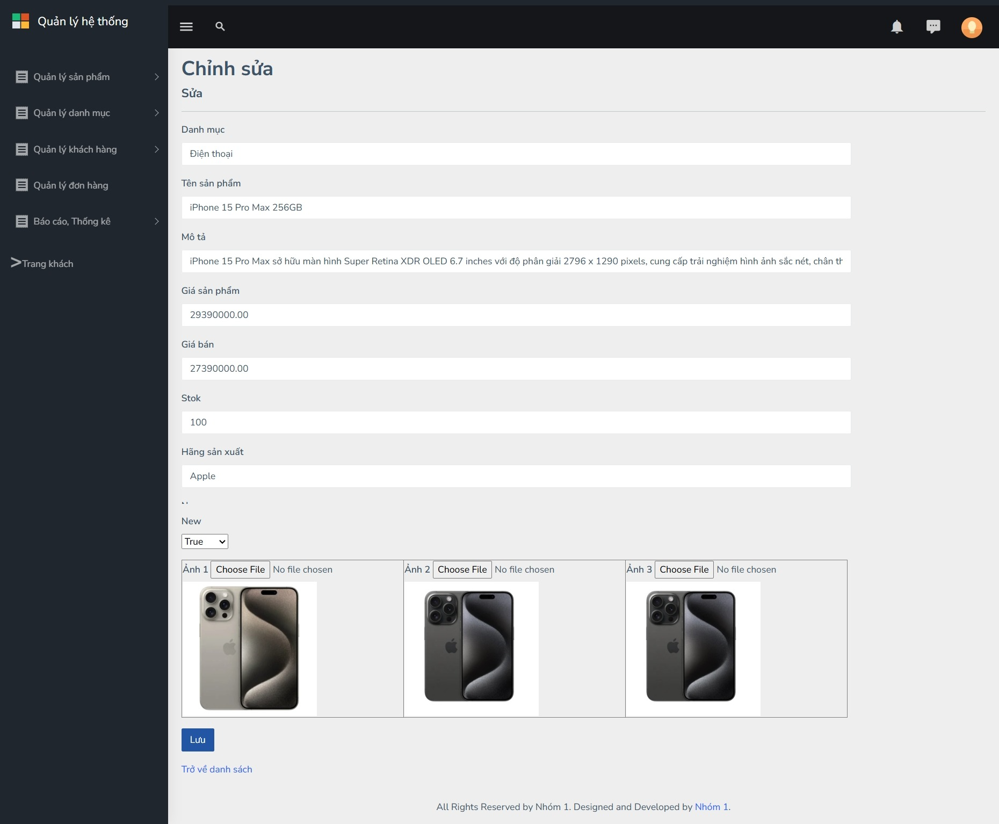 Quản lý hệ thống
Quản lý sản phẩm
Quản lý danh mục
Quản lý khách hàng
Quản lý đơn hàng
Báo cáo, Thống kê
>Trang khách
Chỉnh sửa
Sửa
Danh mục
Điện thoại
Tên sản phẩm
iPhone 15 Pro Max 256GB
Mô tả
iPhone 15 Pro Max sở hữu màn hình Super Retina XDR OLED 6.7 inches với độ phân giải 2796 x 1290 pixels, cung cấp trải nghiệm hình ảnh sắc nét, chân th
Giá sản phẩm
29390000.00
Giá bán
27390000.00
Stok
100
Hãng sản xuất
Apple
New
True
Ảnh 1 Choose File No file chosen
Ảnh 2 Choose File No file chosen
Ảnh 3 Choose File No file chosen
Lưu
Trở về danh sách
All Rights Reserved by Nhóm 1. Designed and Developed by Nhóm 1.